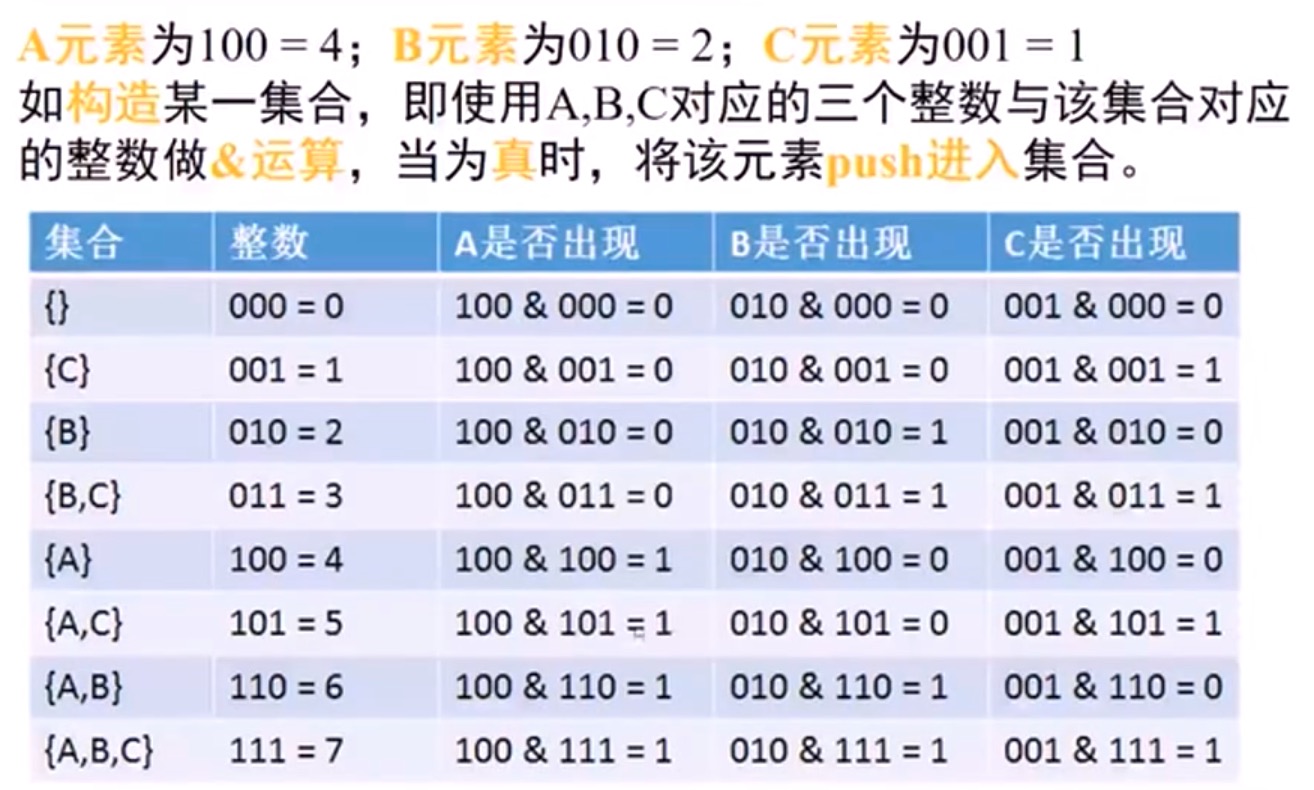 A元素为100 = 4；B元素为010 = 2；C元素为001 = 1
如构造某一集合，即使用A,B,C对应的三个整数与该集合对应
的整数做&运算，当为真时，将该元素push进入集合。
集合 整数 A是否出现 B是否出现 C是否出现
{} 000 = 0 100 & 000 = 0 010 & 000 = 0 001 & 000 = 0
{C} 001 = 1 100 & 001 = 0 010 & 001 = 0 001 & 001 = 1
{B} 010 = 2 100 & 010 = 0 010 & 010 = 1 001 & 010 = 0
{B,C} 011 = 3 100 & 011 = 0 010 & 011 = 1 001 & 011 = 1
{A} 100 = 4 100 & 100 = 1 010 & 100 = 0 001 & 100 = 0
{A,C} 101 = 5 100 & 101 = 1 010 & 101 = 0 001 & 101 = 1
{A,B} 110 = 6 100 & 110 = 1 010 & 110 = 1 001 & 110 = 0
{A,B,C} 111 = 7 100 & 111 = 1 010 & 111 = 1 001 & 111 = 1